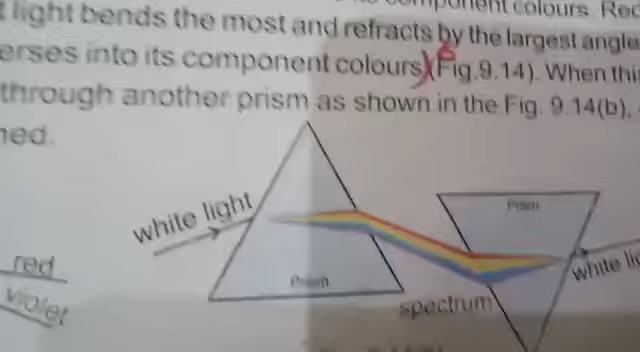 component colours. Red
light bends the most and refracts by the largest angle
erses into its component colours (Fig.9.14). When thi
through another prism as shown in the Fig. 9.14(b),
ned.
white light
Prism
Prism
red
violet
spectrum
white lig